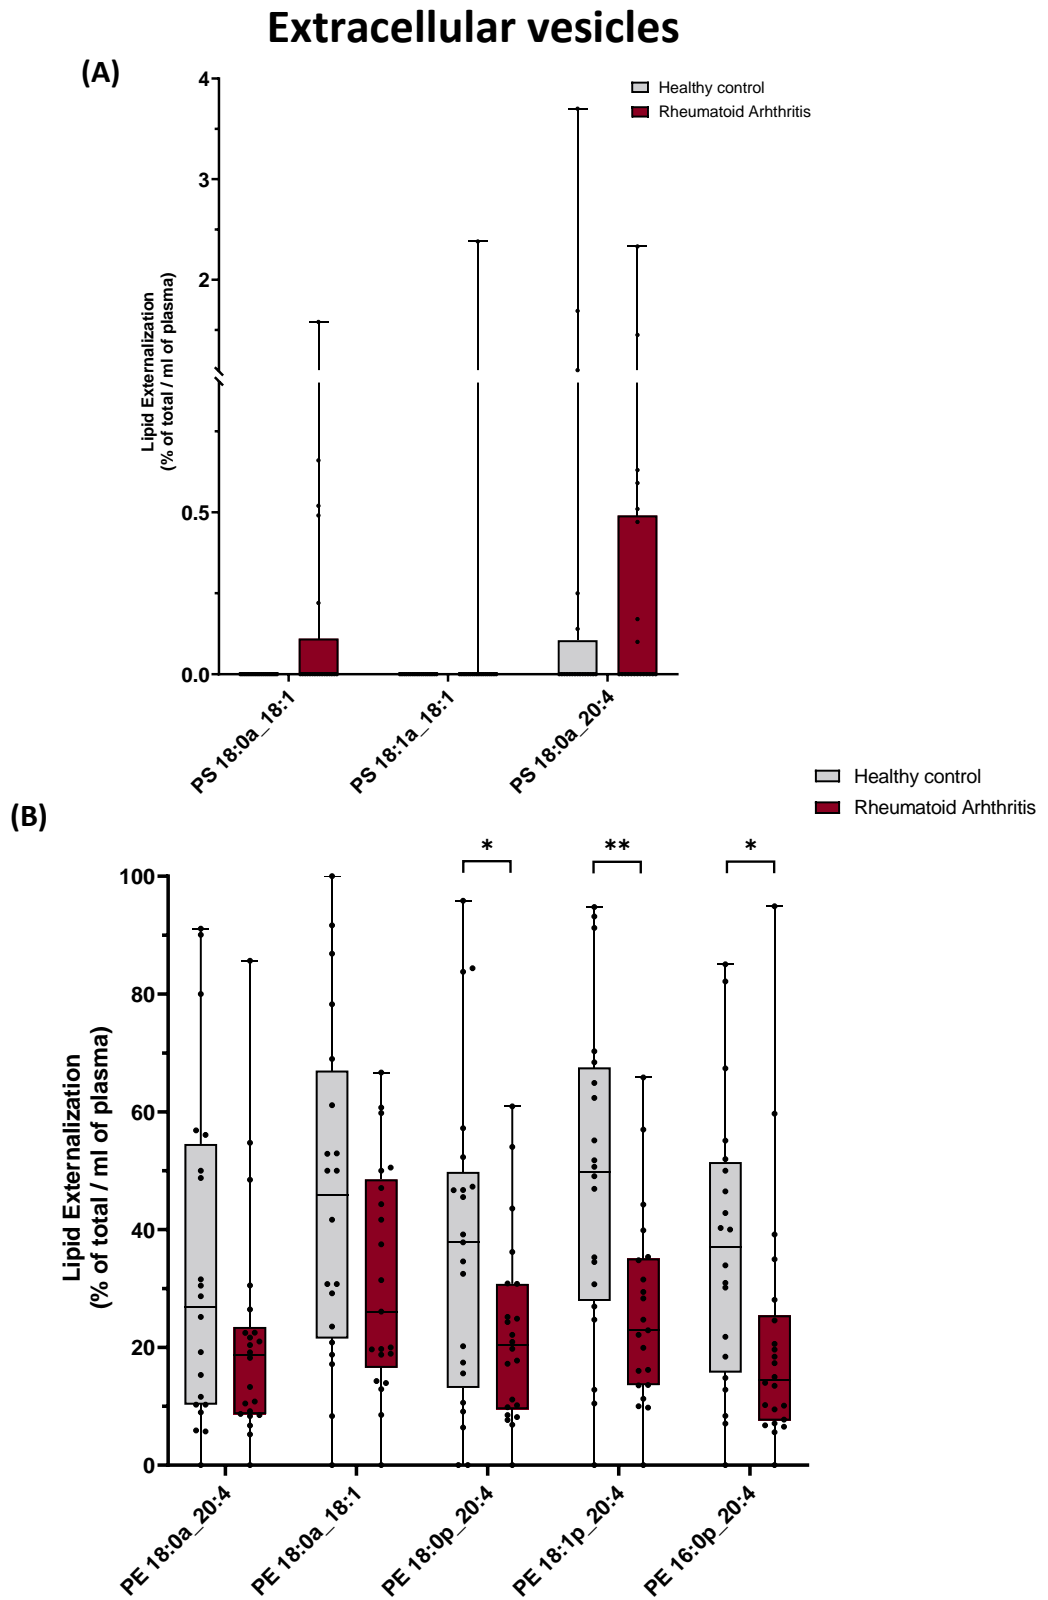 Extracellular vesicles
(A)
Healthy control
Rheumatoid Arhthritis
Lipid Externalization
(% of total / ml of plasma)
4
3
2
0.5
0.0
PS 18:0a_18:1
PS 18:1a_18:1
PS 18:0a_20:4
Healthy control
Rheumatoid Arhthritis
(B)
* ** *
Lipid Externalization
(% of total / ml of plasma)
100
80
60
40
20
0
PE 18:0a_20:4
PE 18:0a_18:1
PE 18:0p_20:4
PE 18:1p_20:4
PE 16:0p_20:4